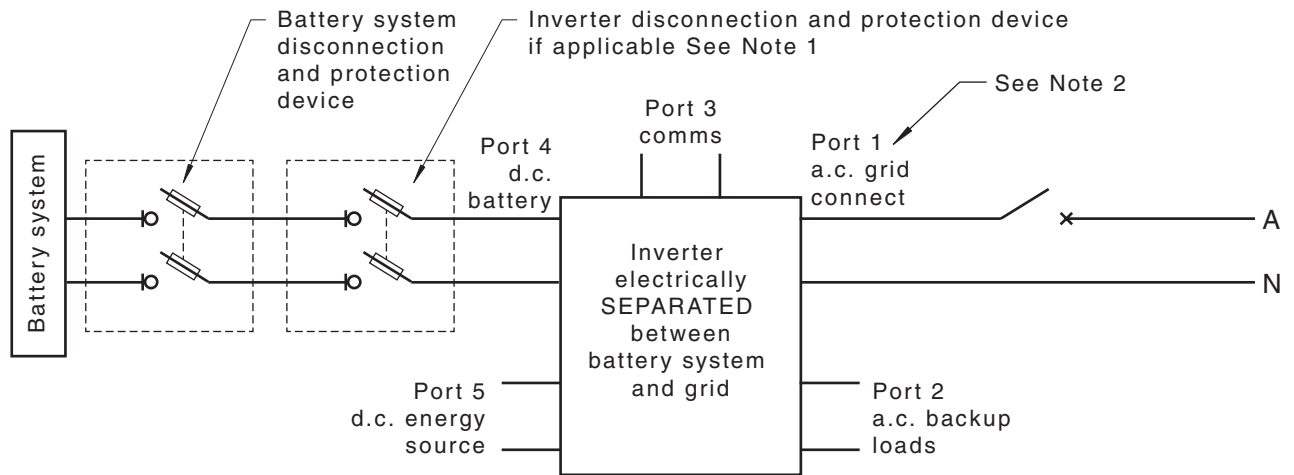 Battery system
disconnection
and protection
device
Inverter disconnection and protection device
if applicable See Note 1
See Note 2
Port 3
comms
Port 1
a.c. grid
connect
Port 4
d.c.
battery
Battery system
A
N
Inverter
electrically
SEPARATED
between
battery system
and grid
Port 5
d.c. energy
source
Port 2
a.c. backup
loads